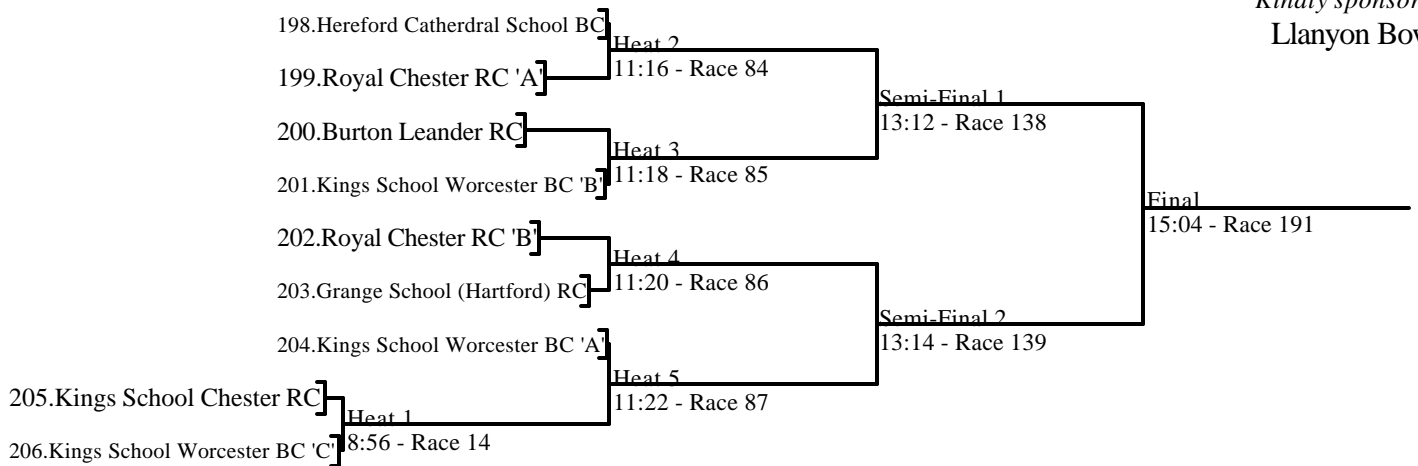 Kindly sponsor
Llanyon Bow
198.Hereford Catherdral School BC
Heat 2
11:16 - Race 84
199.Royal Chester RC 'A'
Semi-Final 1
13:12 - Race 138
200.Burton Leander RC
Heat 3
11:18 - Race 85
201.Kings School Worcester BC 'B'
Final
15:04 - Race 191
202.Royal Chester RC 'B'
Heat 4
11:20 - Race 86
203.Grange School (Hartford) RC
Semi-Final 2
13:14 - Race 139
204.Kings School Worcester BC 'A'
Heat 5
11:22 - Race 87
205.Kings School Chester RC
Heat 1
8:56 - Race 14
206.Kings School Worcester BC 'C'